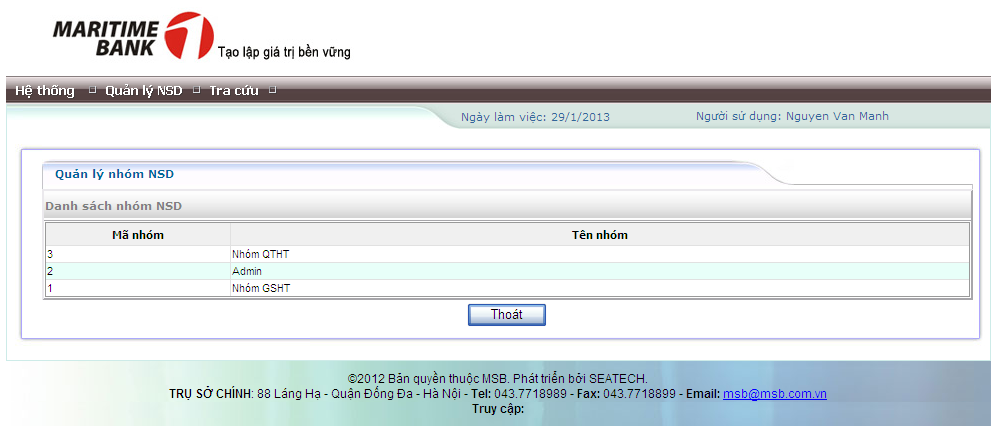 MARITIME
BANK Tạo lập giá trị bền vững
Hệ thống Quản lý NSD Tra cứu
Ngày làm việc: 29/1/2013 Người sử dụng: Nguyen Van Manh
Quản lý nhóm NSD
Danh sách nhóm NSD
Mã nhóm Tên nhóm
3 Nhóm QTHT
2 Admin
1 Nhóm GSHT
Thoát
©2012 Bản quyền thuộc MSB. Phát triển bởi SEATECH.
TRỤ SỞ CHÍNH: 88 Láng Hạ - Quận Đống Đa - Hà Nội - Tel: 043.7718989 - Fax: 043.7718899 - Email: msb@msb.com.vn
Truy cập: